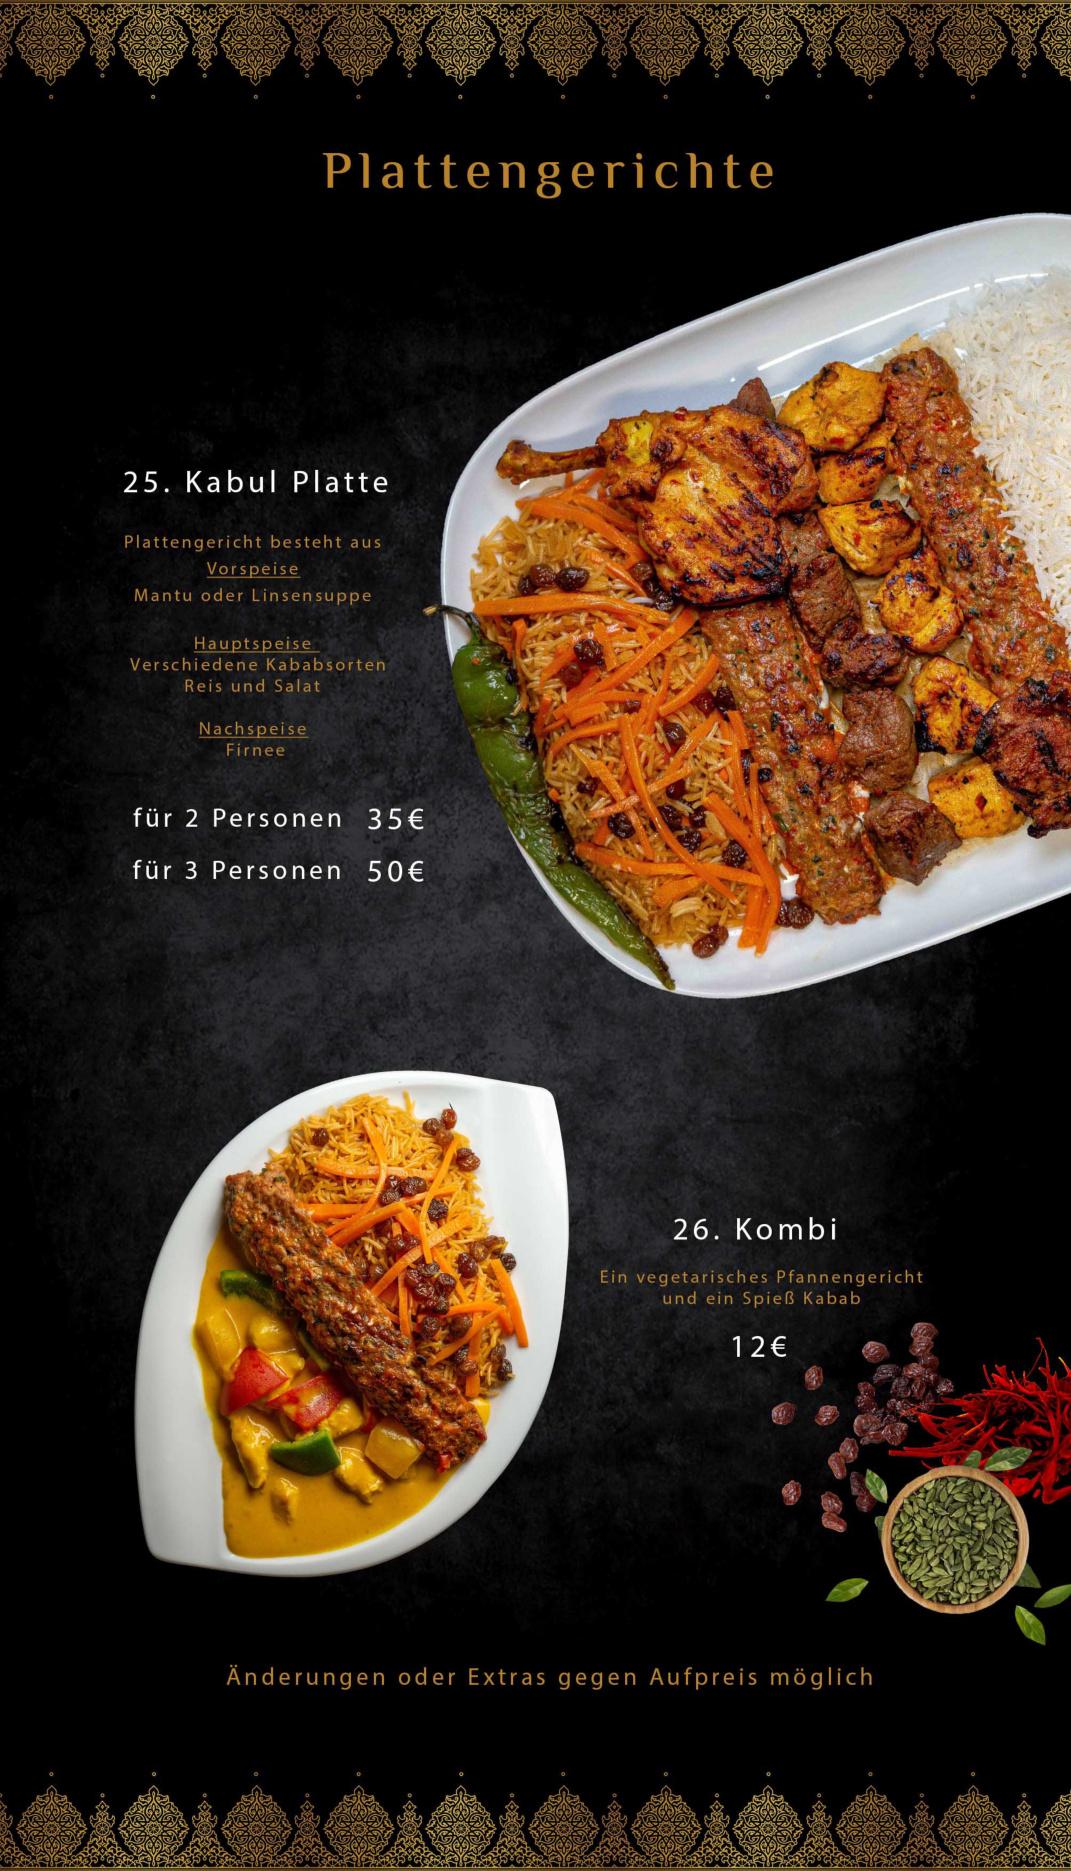 Plattengerichte
25. Kabul Platte
Plattengericht besteht aus
Vorspeise
Mantu oder Linsensuppe
Hauptspeise
Verschiedene Kababsorten
Reis und Salat
Nachspeise
Firnee
für 2 Personen 35€
für 3 Personen 50€
26. Kombi
Ein vegetarisches Pfannengericht
und ein Spieß Kabab
12€
Änderungen oder Extras gegen Aufpreis möglich